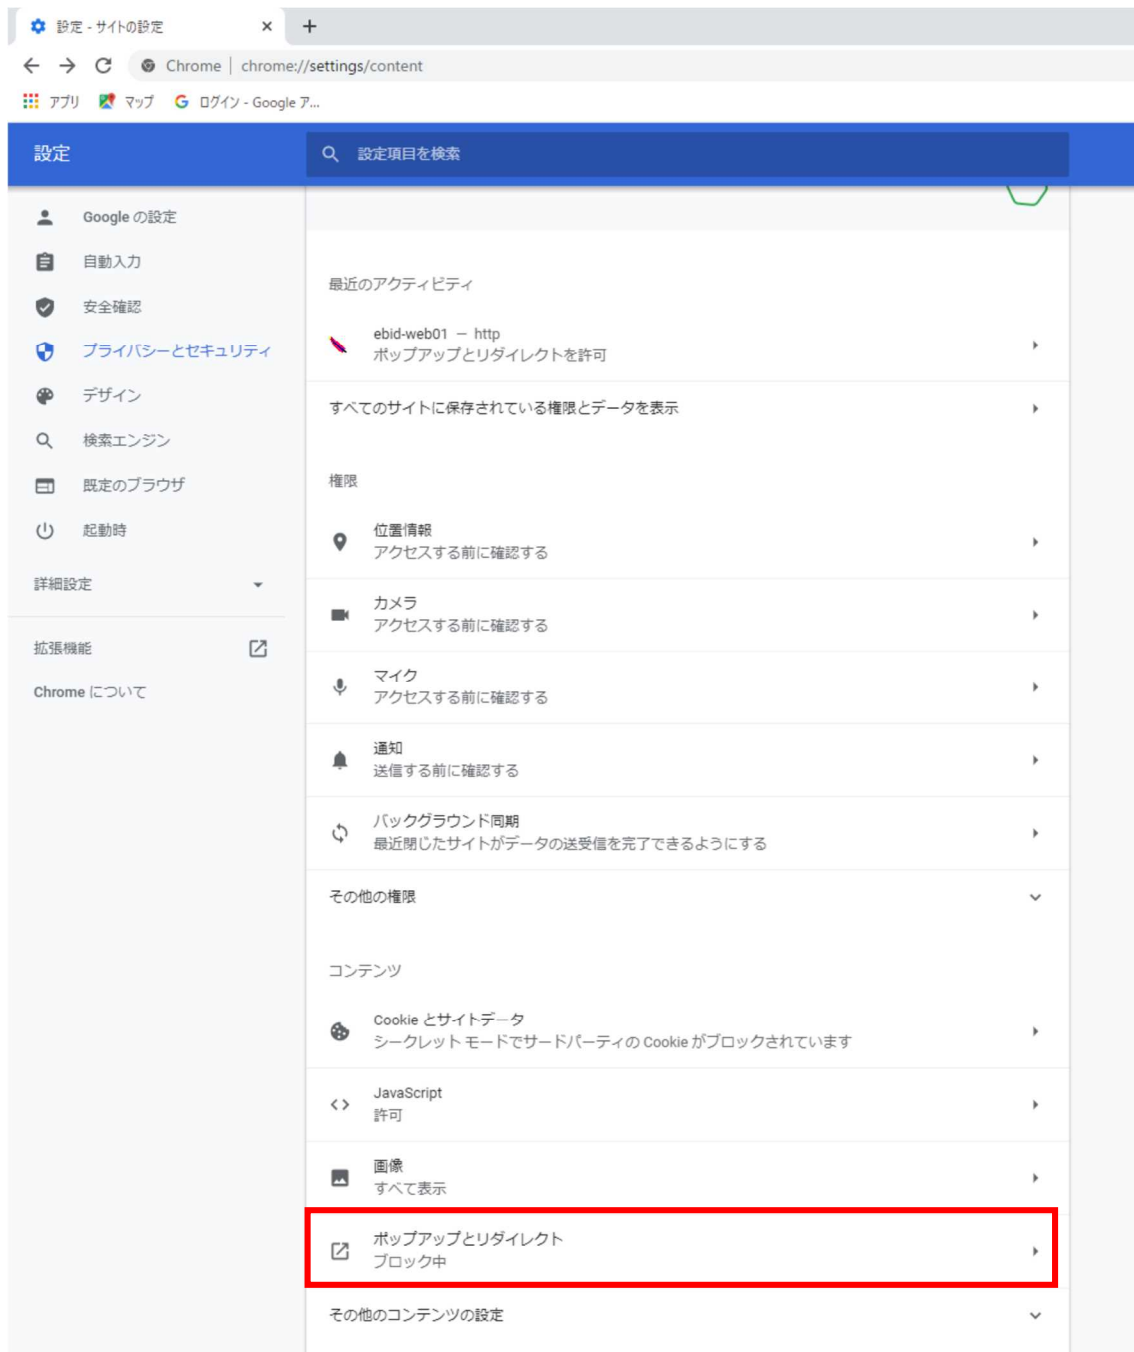 設定 - サイトの設定
Chrome | chrome://settings/content
アプリ マップ ログイン - Google ア...
設定
設定項目を検索
Google の設定
自動入力
安全確認
プライバシーとセキュリティ
デザイン
検索エンジン
既定のブラウザ
起動時
詳細設定
拡張機能
Chrome について
最近のアクティビティ
ebid-web01 — http
ポップアップとリダイレクトを許可
すべてのサイトに保存されている権限とデータを表示
権限
位置情報
アクセスする前に確認する
カメラ
アクセスする前に確認する
マイク
アクセスする前に確認する
通知
送信する前に確認する
バックグラウンド同期
最近閉じたサイトがデータの送受信を完了できるようにする
その他の権限
コンテンツ
Cookie とサイトデータ
シークレット モードでサードパーティの Cookie がブロックされています
JavaScript
許可
画像
すべて表示
ポップアップとリダイレクト
ブロック中
その他のコンテンツの設定